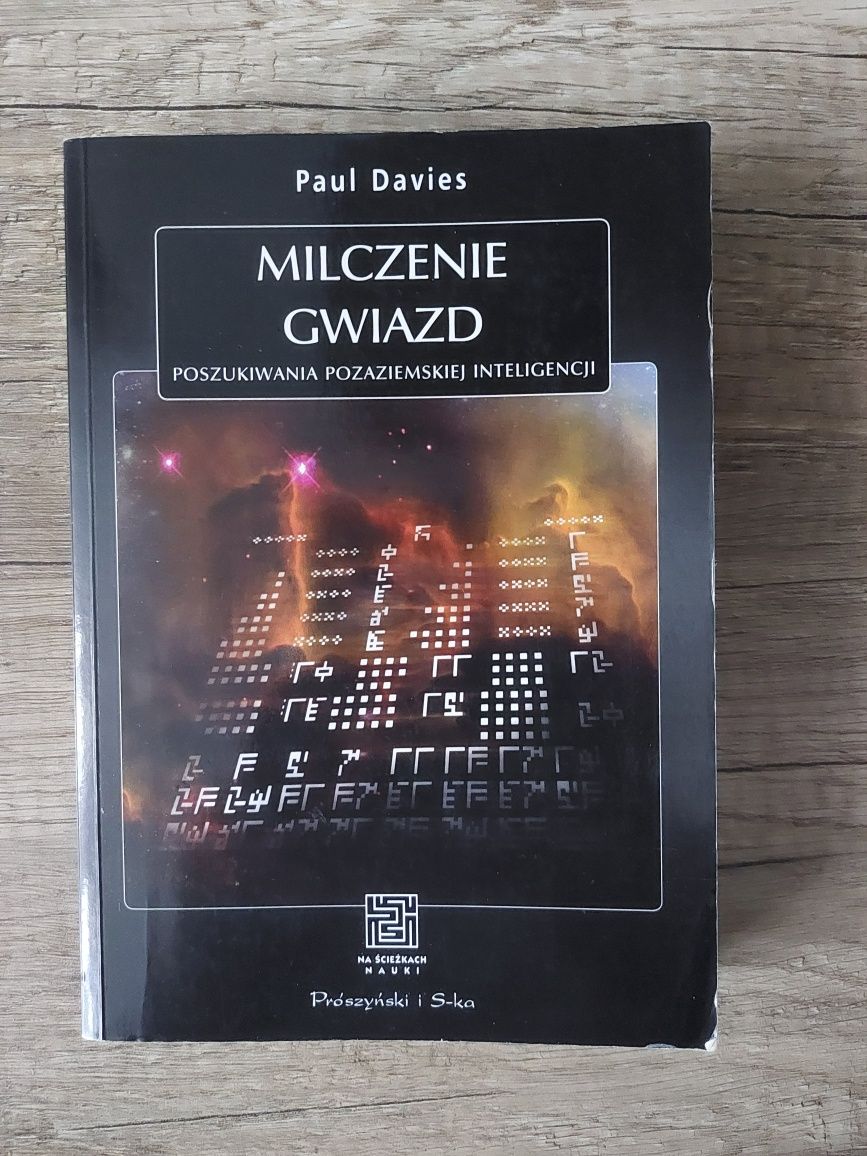 Paul Davies
MILCZENIE
GWIAZD
POSZUKIWANIA POZAZIEMSKIEJ INTELIGENCJI
NA ŚCIEŻKACH
NAUKI
Prószyński i S-ka